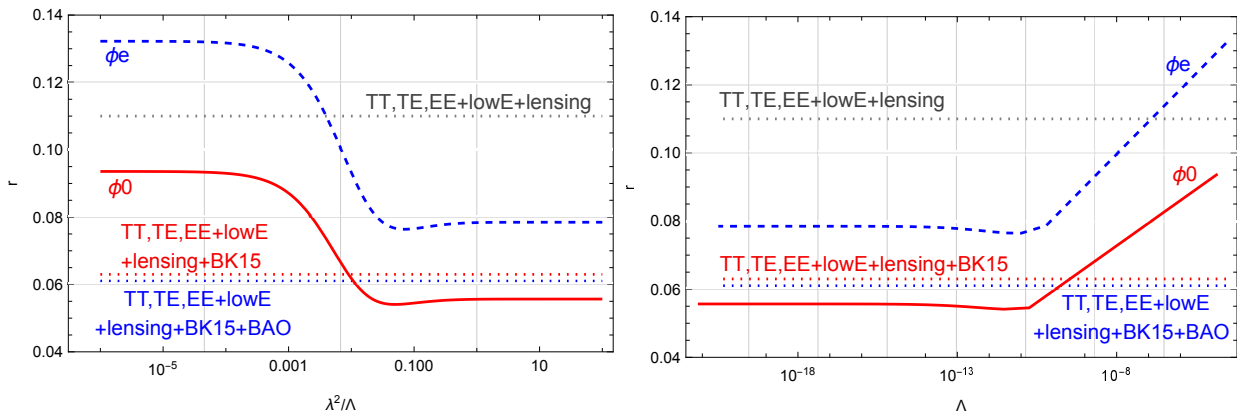 0.14
0.12
0.10
0.08
0.06
0.04
r
ϕe
TT,TE,EE+lowE+lensing
ϕ0
TT,TE,EE+lowE
+lensing+BK15
TT,TE,EE+lowE
+lensing+BK15+BAO
10⁻⁵
0.001
0.100
10
λ²/Λ
0.14
0.12
0.10
0.08
0.06
0.04
r
ϕe
TT,TE,EE+lowE+lensing
ϕ0
TT,TE,EE+lowE+lensing+BK15
TT,TE,EE+lowE
+lensing+BK15+BAO
10⁻¹⁸
10⁻¹³
10⁻⁸
Λ